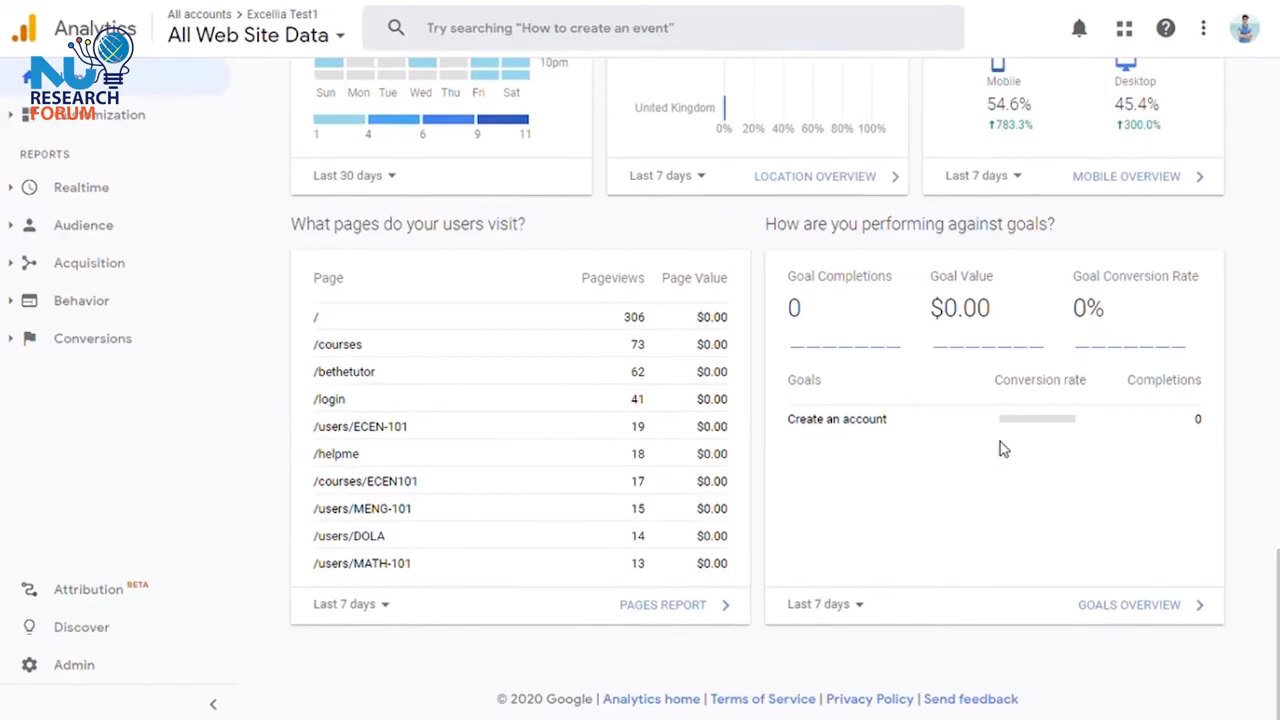 Analytics
All accounts > Excellia Test1
All Web Site Data
Try searching "How to create an event"
NU
RESEARCH
FORUM
Customization
REPORTS
Realtime
Audience
Acquisition
Behavior
Conversions
Attribution BETA
Discover
Admin
10pm
Sun Mon Tue Wed Thu Fri Sat
1 4 6 9 11
Last 30 days
United Kingdom
0% 20% 40% 60% 80% 100%
Last 7 days LOCATION OVERVIEW
Mobile Desktop
54.6% 45.4%
↑783.3% ↑300.0%
Last 7 days MOBILE OVERVIEW
What pages do your users visit?
Page Pageviews Page Value
/ 306 $0.00
/courses 73 $0.00
/bethetutor 62 $0.00
/login 41 $0.00
/users/ECEN-101 19 $0.00
/helpme 18 $0.00
/courses/ECEN101 17 $0.00
/users/MENG-101 15 $0.00
/users/DOLA 14 $0.00
/users/MATH-101 13 $0.00
Last 7 days PAGES REPORT
How are you performing against goals?
Goal Completions Goal Value Goal Conversion Rate
0 $0.00 0%
Goals Conversion rate Completions
Create an account 0
Last 7 days GOALS OVERVIEW
© 2020 Google | Analytics home | Terms of Service | Privacy Policy | Send feedback